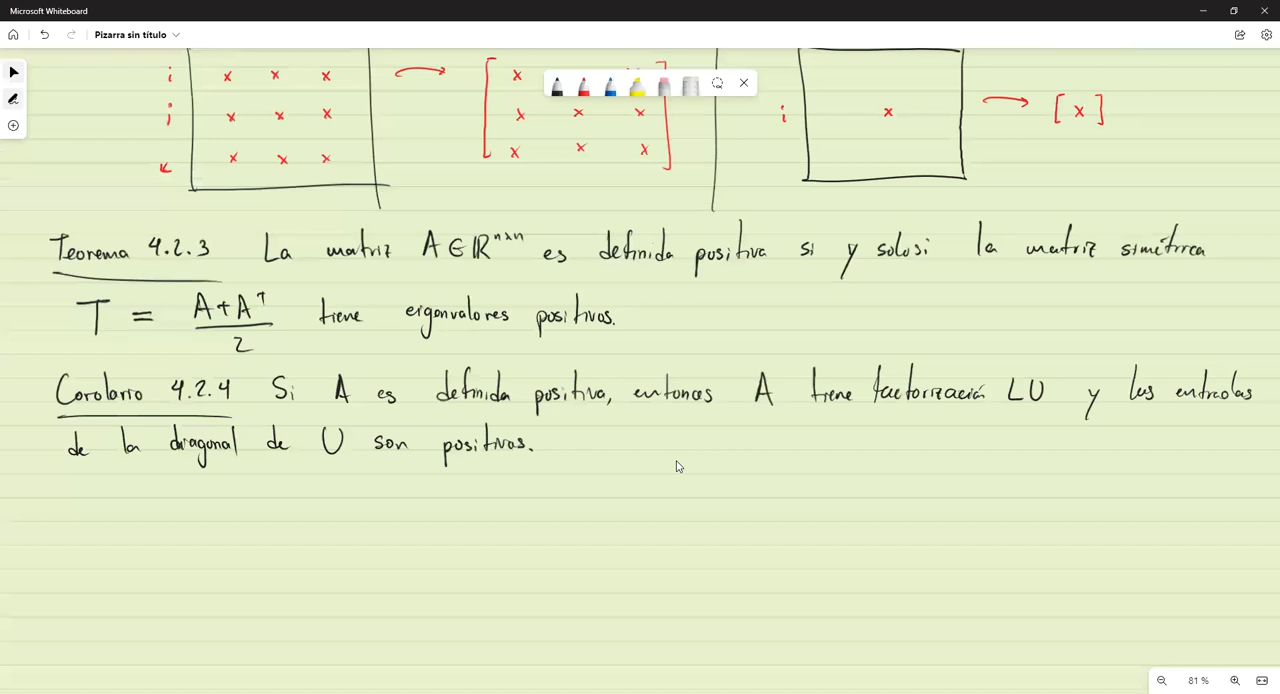 Microsoft Whiteboard
Pizarra sin título
i x x x
x
i x [x]
j x x x
x x x
x x x
x x x
Teorema 4.2.3 La matriz A ∈ ℝⁿˣⁿ es definida positiva si y solo si la matriz simétrica
T = A + Aᵀ / 2 tiene eigenvalores positivos.
Corolario 4.2.4 Si A es definida positiva, entonces A tiene factorización LU y las entradas
de la diagonal de U son positivas.
81 %